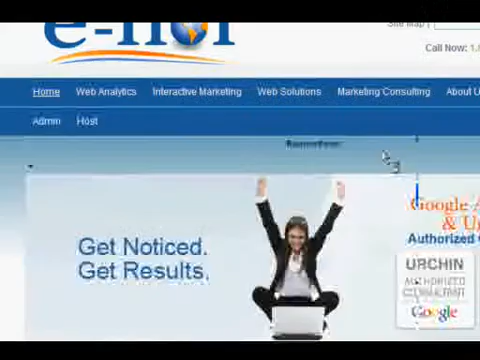 e-nor
Site Map |
Call Now: 1.
Home Web Analytics Interactive Marketing Web Solutions Marketing Consulting About U
Admin Host
BannerPane
Get Noticed.
Get Results.
Google A
& U
Authorized
URCHIN
AUTHORIZED
CONSULTANT
Google